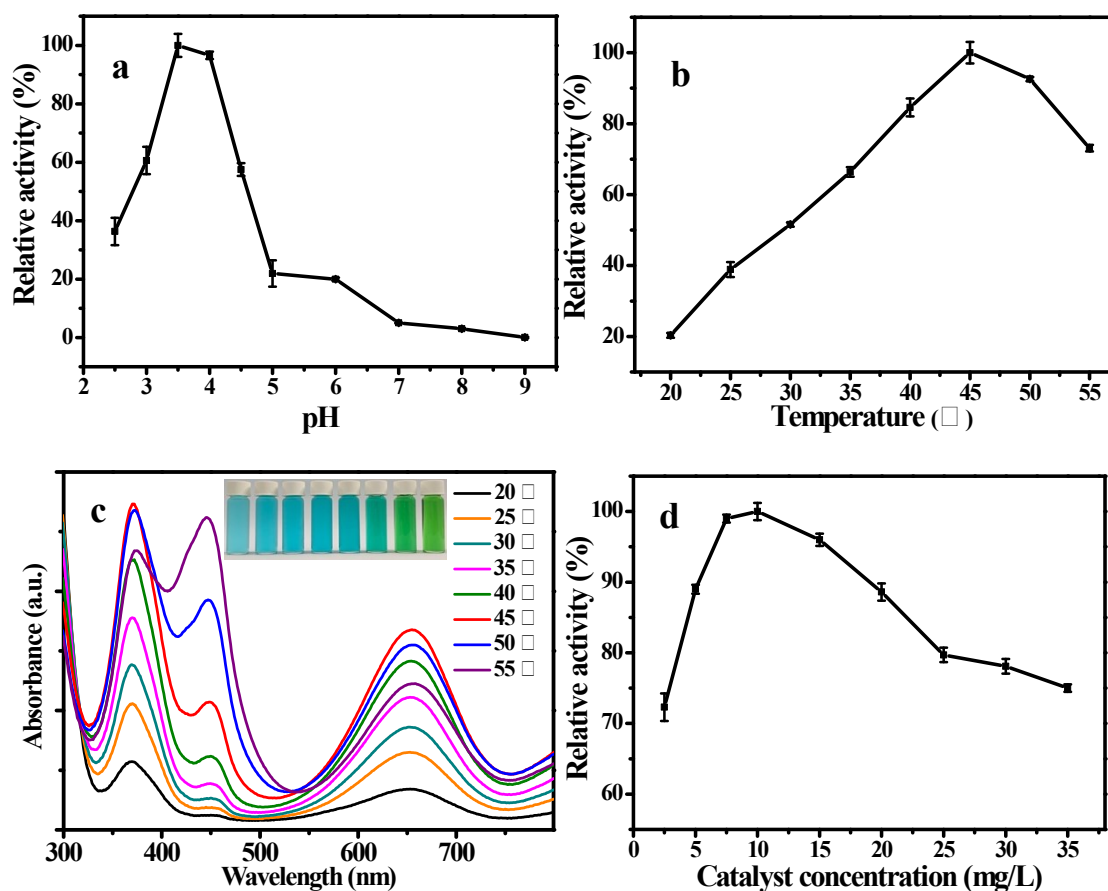 a
Relative activity (%)
100
80
60
40
20
0
2 3 4 5 6 7 8 9
pH
b
Relative activity (%)
100
80
60
40
20
20 25 30 35 40 45 50 55
Temperature (□)
c
Absorbance (a.u.)
20 □
25 □
30 □
35 □
40 □
45 □
50 □
55 □
300 400 500 600 700
Wavelength (nm)
d
Relative activity (%)
100
90
80
70
60
0 5 10 15 20 25 30 35
Catalyst concentration (mg/L)